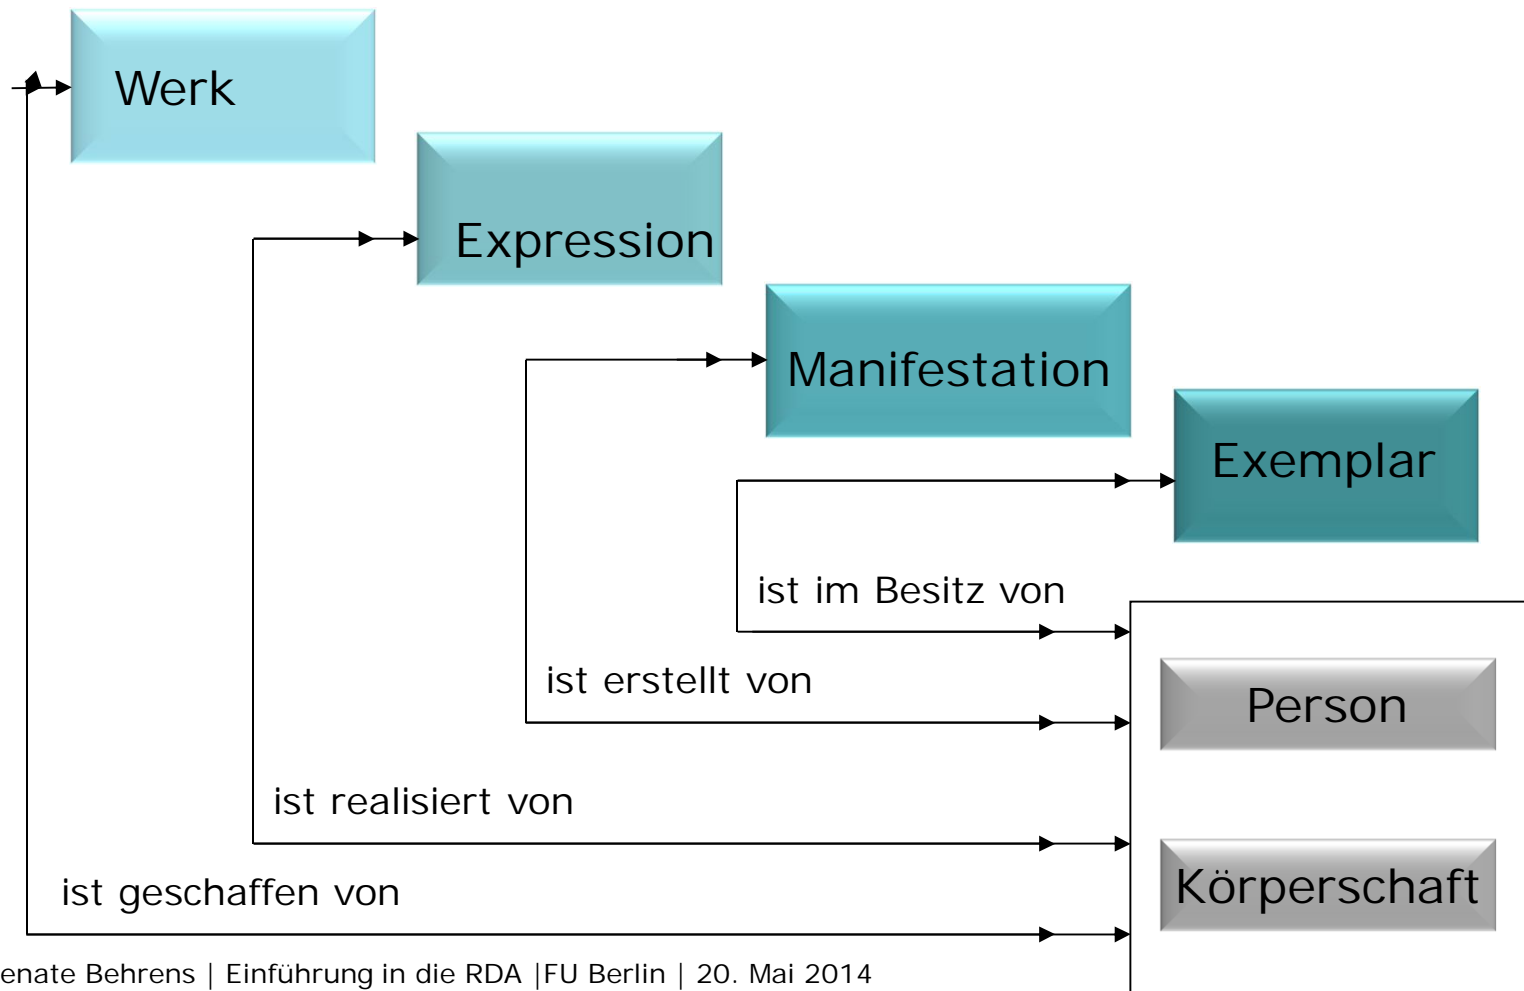 Werk
Expression
Manifestation
Exemplar
ist im Besitz von
ist erstellt von
Person
ist realisiert von
Körperschaft
ist geschaffen von
enate Behrens | Einführung in die RDA |FU Berlin | 20. Mai 2014